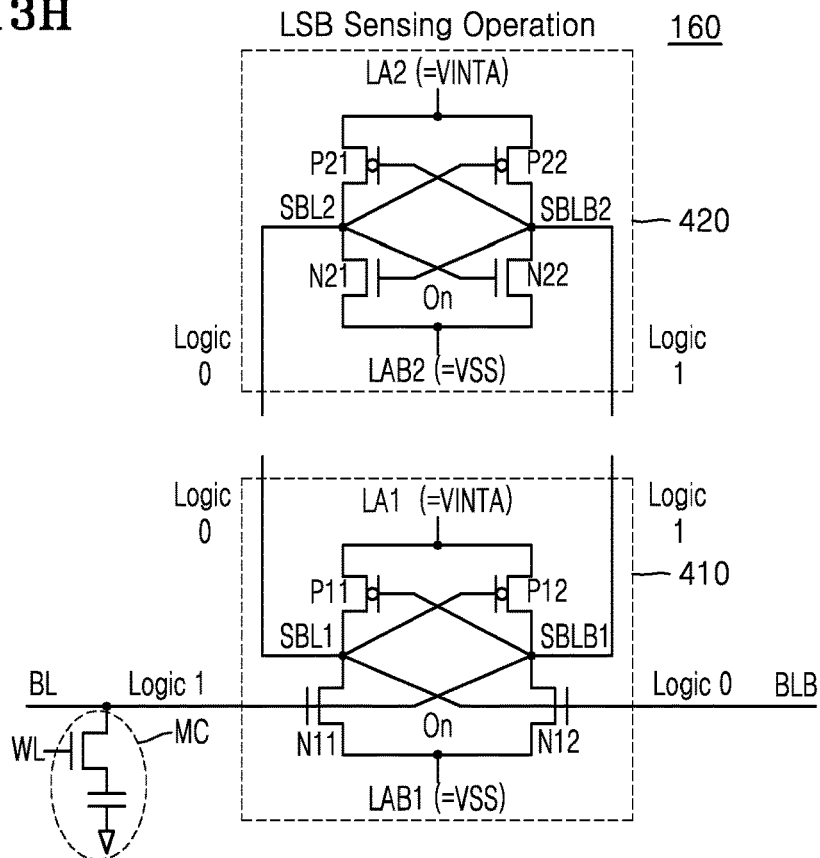 13H
LSB Sensing Operation 160
LA2 (=VINTA)
P21 P22
SBL2 SBLB2
420
N21 N22
On
Logic 0
Logic 1
LAB2 (=VSS)
Logic 0
LA1 (=VINTA)
Logic 1
410
P11 P12
SBL1 SBLB1
BL Logic 1 Logic 0 BLB
WL MC
N11 On N12
LAB1 (=VSS)